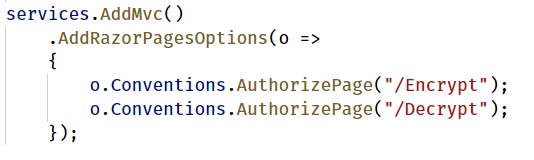 services.AddMvc()
    .AddRazorPagesOptions(o =>
    {
        o.Conventions.AuthorizePage("/Encrypt");
        o.Conventions.AuthorizePage("/Decrypt");
    });